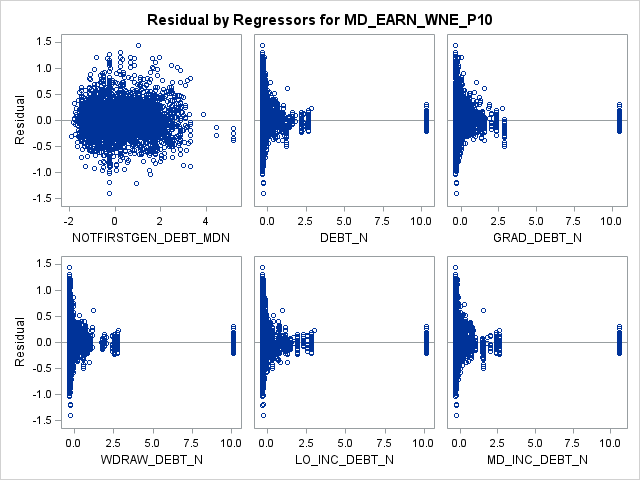 Residual by Regressors for MD_EARN_WNE_P10
1.5
1.0
0.5
0.0
-0.5
-1.0
-1.5
Residual
-2 0 2 4
0.0 2.5 5.0 7.5 10.0
0.0 2.5 5.0 7.5 10.0
NOTFIRSTGEN_DEBT_MDN
DEBT_N
GRAD_DEBT_N
1.5
1.0
0.5
0.0
-0.5
-1.0
-1.5
Residual
0.0 2.5 5.0 7.5 10.0
0.0 2.5 5.0 7.5 10.0
0.0 2.5 5.0 7.5 10.0
WDRAW_DEBT_N
LO_INC_DEBT_N
MD_INC_DEBT_N